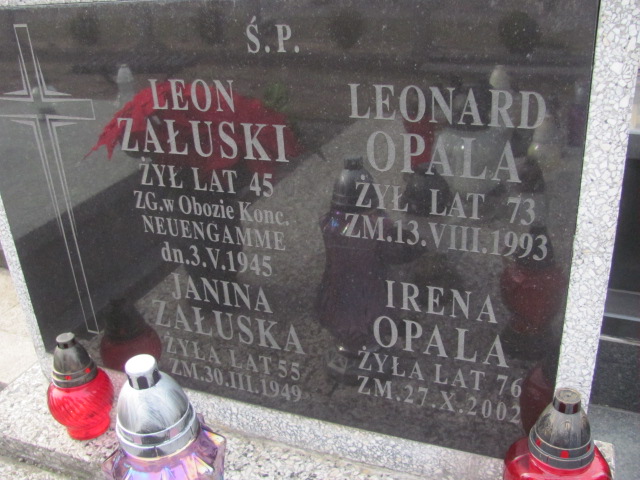 Ś.P.
LEON
ZAŁUSKI
ŻYŁ LAT 45
ZG.w Obozie Konc.
NEUENGAMME
dn.3.V.1945
JANINA
ZAŁUSKA
ŻYŁA LAT 55
ZM.30.III.1949
LEONARD
OPALA
ŻYŁ LAT 73
ZM.13.VIII.1993
IRENA
OPALA
ŻYŁA LAT 76
ZM.27.X.2002